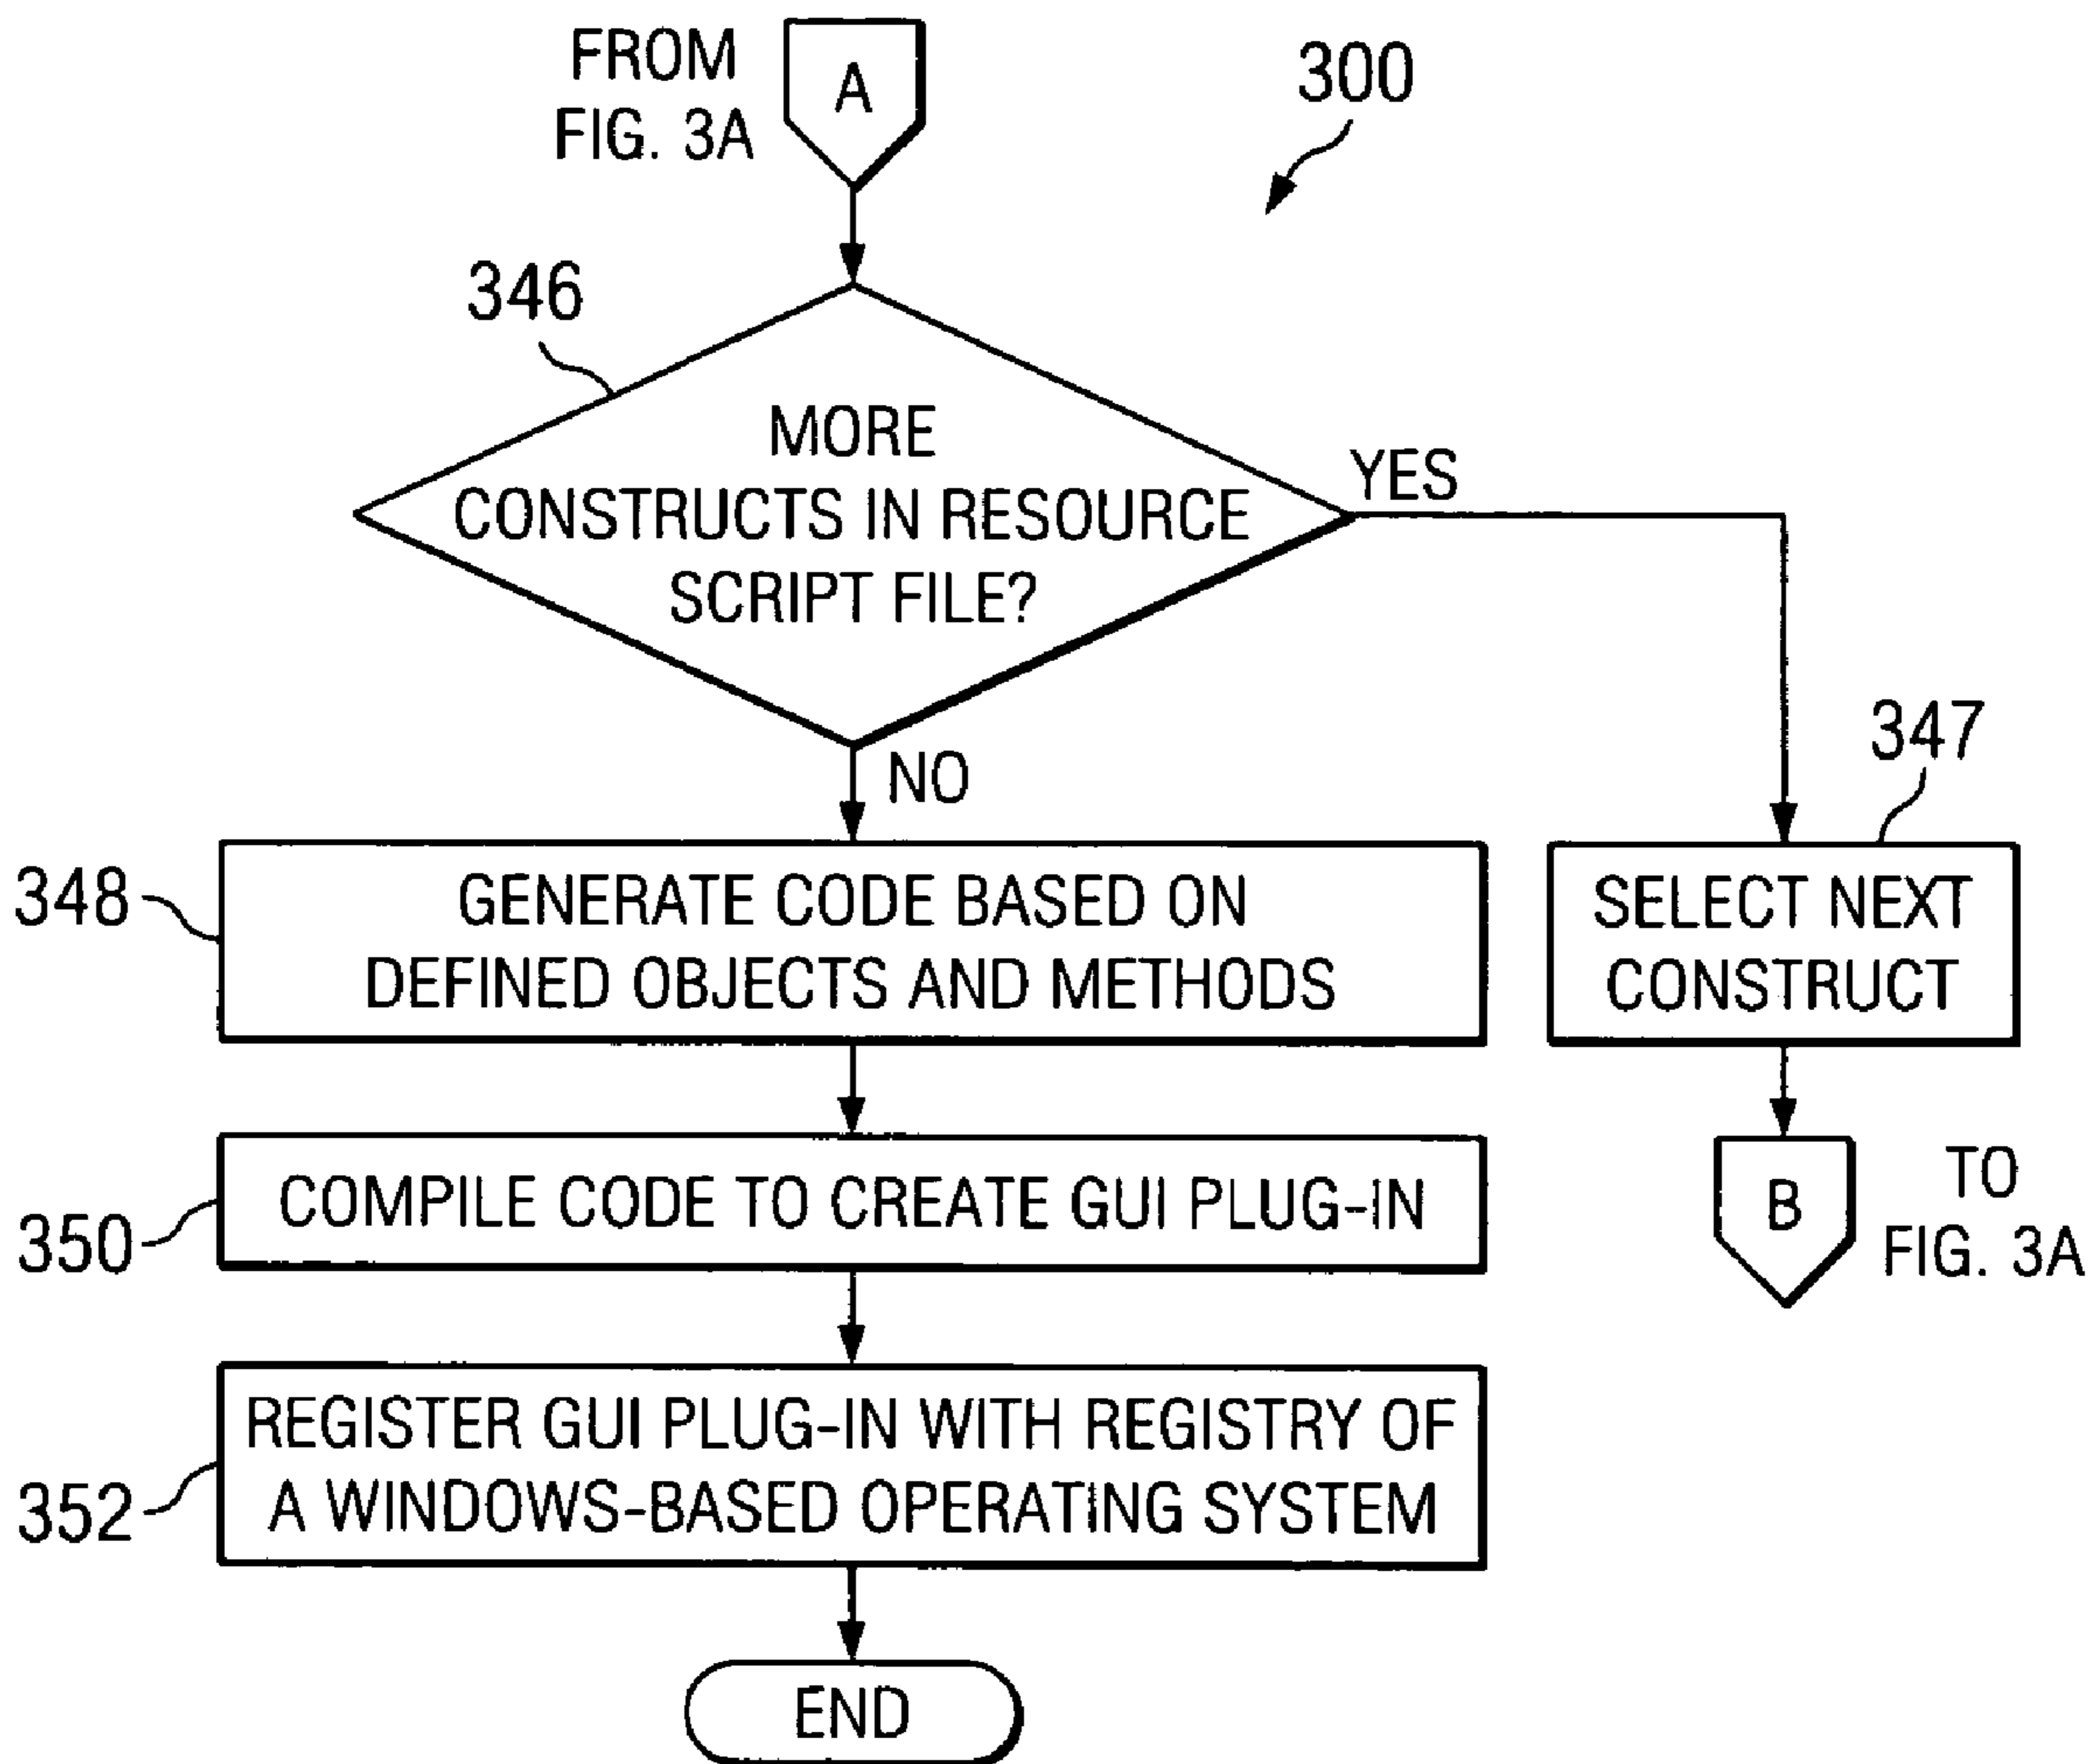 FROM
FIG. 3A
A
300
346
MORE
CONSTRUCTS IN RESOURCE
SCRIPT FILE?
YES
NO
347
348
GENERATE CODE BASED ON
DEFINED OBJECTS AND METHODS
SELECT NEXT
CONSTRUCT
350
COMPILE CODE TO CREATE GUI PLUG-IN
B
TO
FIG. 3A
352
REGISTER GUI PLUG-IN WITH REGISTRY OF
A WINDOWS-BASED OPERATING SYSTEM
END